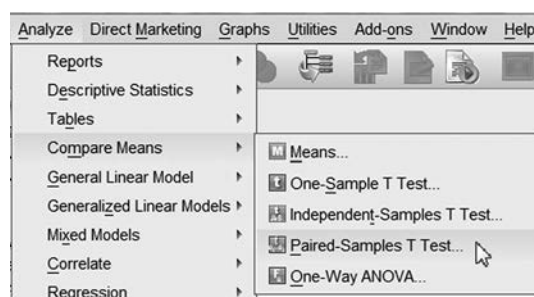 Analyze Direct Marketing Graphs Utilities Add-ons Window Help
Reports
Descriptive Statistics
Tables
Compare Means
General Linear Model
Generalized Linear Models
Mixed Models
Correlate
Regression
Means...
One-Sample T Test...
Independent-Samples T Test...
Paired-Samples T Test...
One-Way ANOVA...